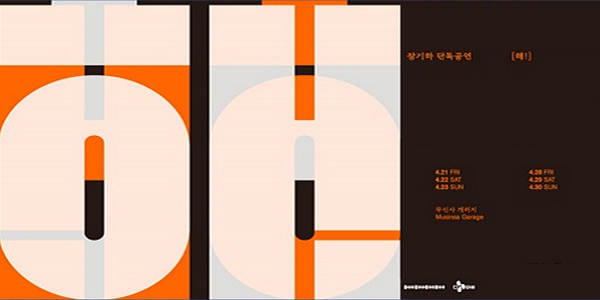 장기하 단독공연 [해!]
4.21 FRI
4.22 SAT
4.23 SUN
4.28 FRI
4.29 SAT
4.30 SUN
무신사 개러지
Musinsa Garage